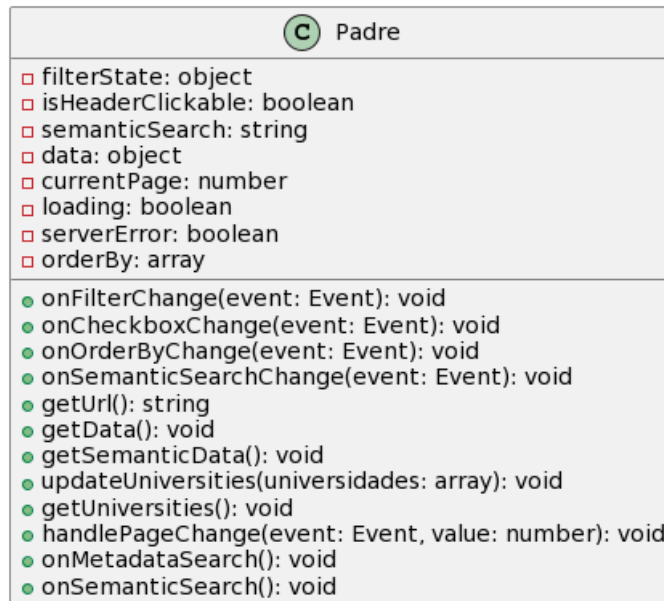 C Padre
filterState: object
isHeaderClickable: boolean
semanticSearch: string
data: object
currentPage: number
loading: boolean
serverError: boolean
orderBy: array
onFilterChange(event: Event): void
onCheckboxChange(event: Event): void
onOrderByChange(event: Event): void
onSemanticSearchChange(event: Event): void
getUrl(): string
getData(): void
getSemanticData(): void
updateUniversities(universidades: array): void
getUniversities(): void
handlePageChange(event: Event, value: number): void
onMetadataSearch(): void
onSemanticSearch(): void